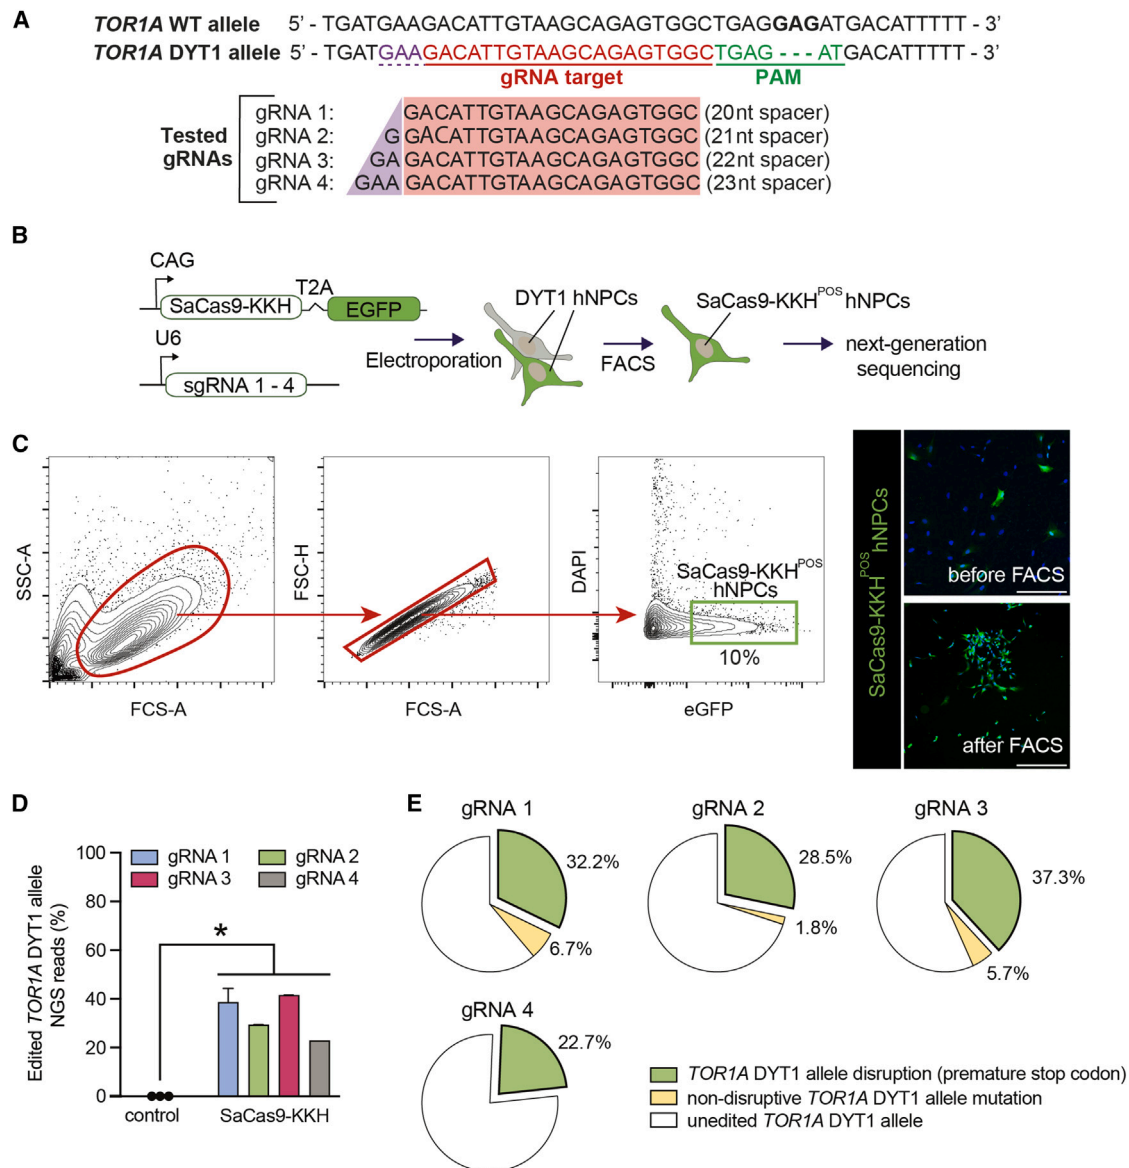 A
TOR1A WT allele 5' - TGATGAAGACATTGTAAGCAGAGTGGCTGAGGAGATGACATTTTT - 3'
TOR1A DYT1 allele 5' - TGATGAAGACATTGTAAGCAGAGTGGCTGAG - - - ATGACATTTTT - 3'
gRNA target PAM
Tested gRNAs
gRNA 1: GACATTGTAAGCAGAGTGGC (20nt spacer)
gRNA 2: G GACATTGTAAGCAGAGTGGC (21nt spacer)
gRNA 3: GA GACATTGTAAGCAGAGTGGC (22nt spacer)
gRNA 4: GAA GACATTGTAAGCAGAGTGGC (23nt spacer)
B
CAG
SaCas9-KKH T2A EGFP
U6
sgRNA 1 - 4
Electroporation
DYT1 hNPCs
FACS
SaCas9-KKH^POS hNPCs
next-generation
sequencing
C
SSC-A
FCS-A
FSC-H
FCS-A
DAPI
SaCas9-KKH^POS
hNPCs
10%
eGFP
SaCas9-KKH^POS hNPCs
before FACS
after FACS
D
Edited TOR1A DYT1 allele
NGS reads (%)
100
80
60
40
20
0
gRNA 1 gRNA 2
gRNA 3 gRNA 4
*
control SaCas9-KKH
E
gRNA 1
32.2%
6.7%
gRNA 2
28.5%
1.8%
gRNA 3
37.3%
5.7%
gRNA 4
22.7%
TOR1A DYT1 allele disruption (premature stop codon)
non-disruptive TOR1A DYT1 allele mutation
unedited TOR1A DYT1 allele